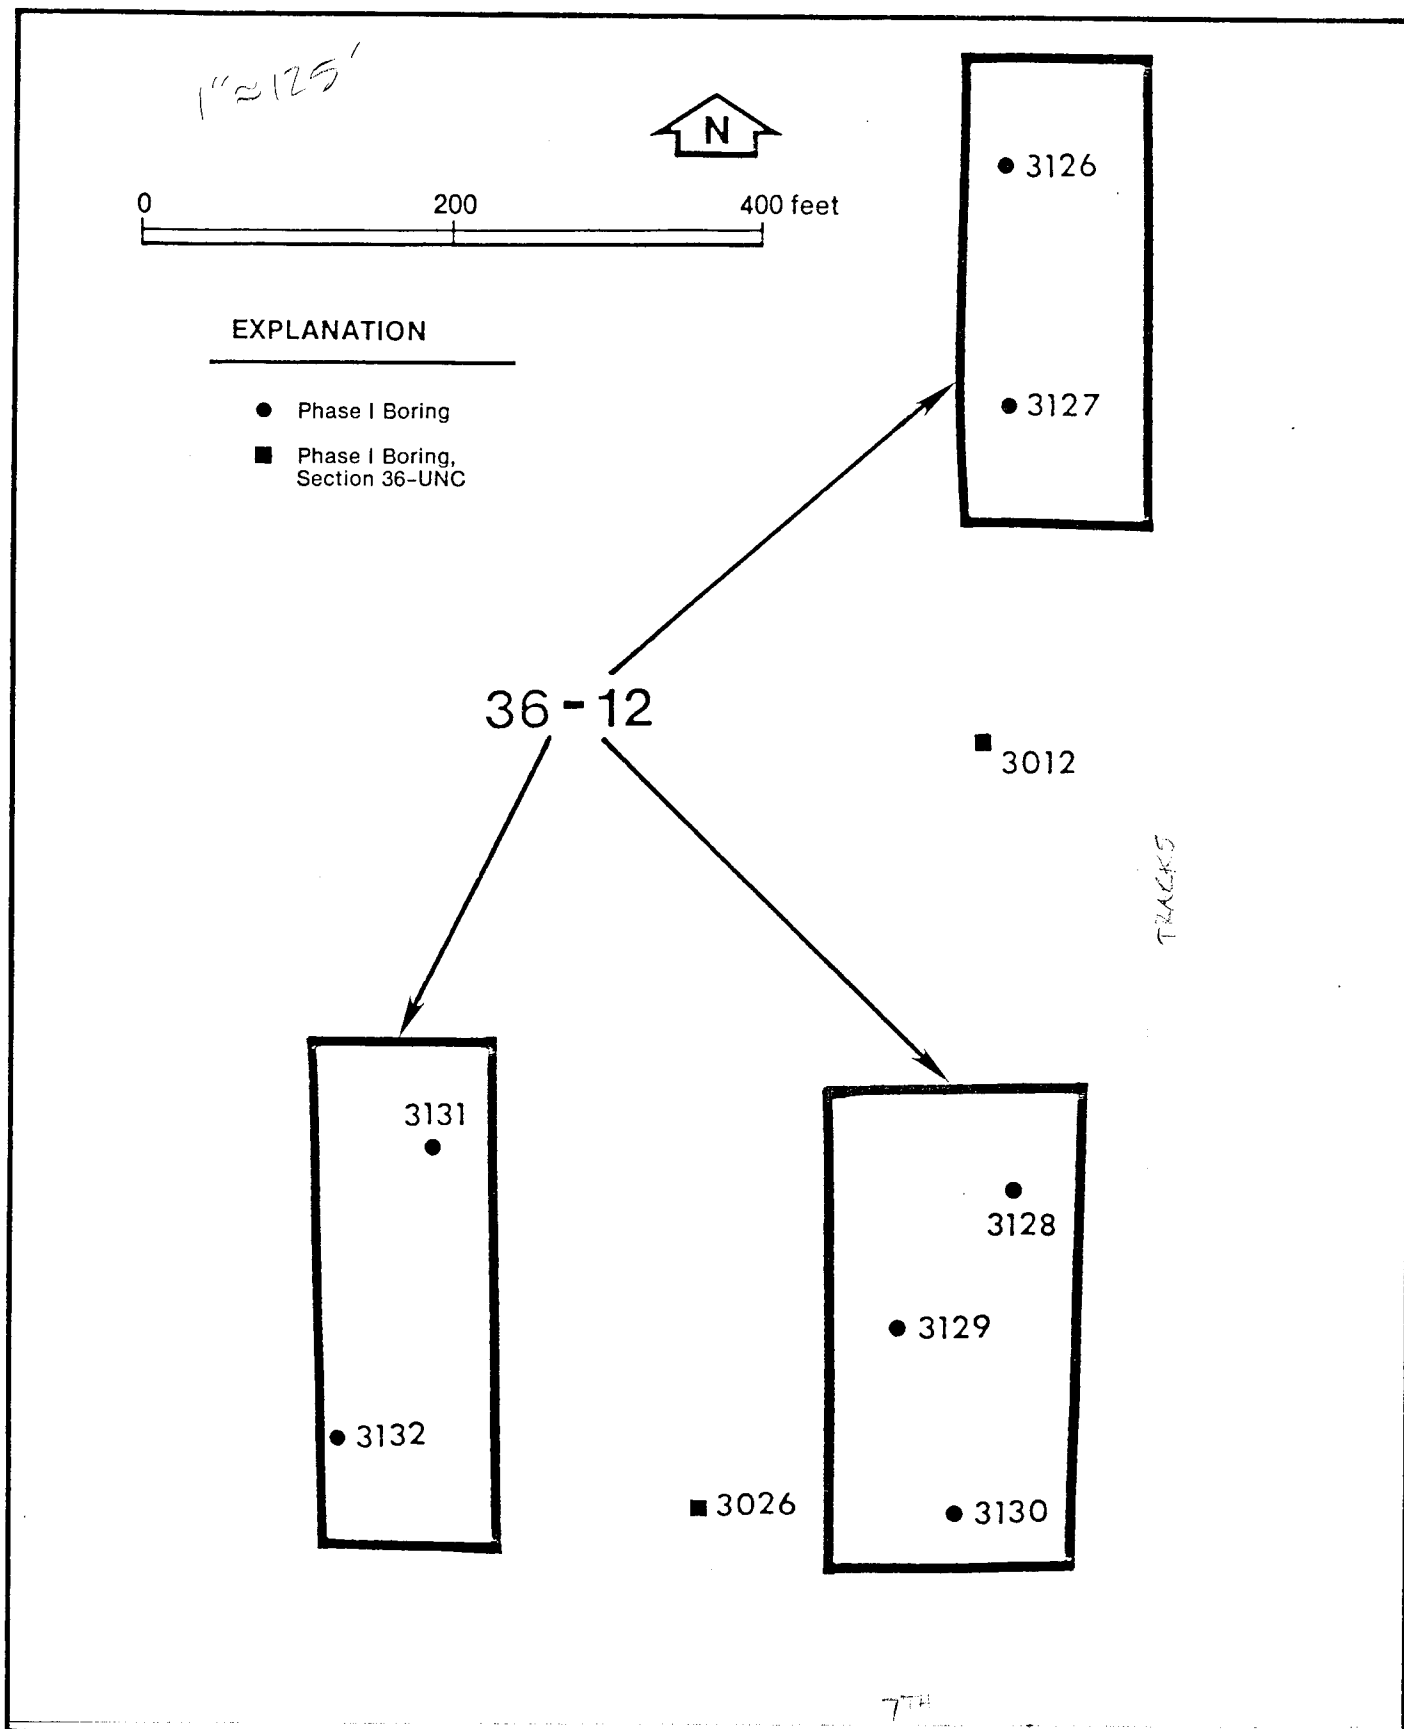 1" ≈ 125'
N
0 200 400 feet
EXPLANATION
Phase I Boring
Phase I Boring,
Section 36-UNC
3126
3127
36-12
3012
TRACKS
3131
3128
3129
3132
3026
3130
7TH